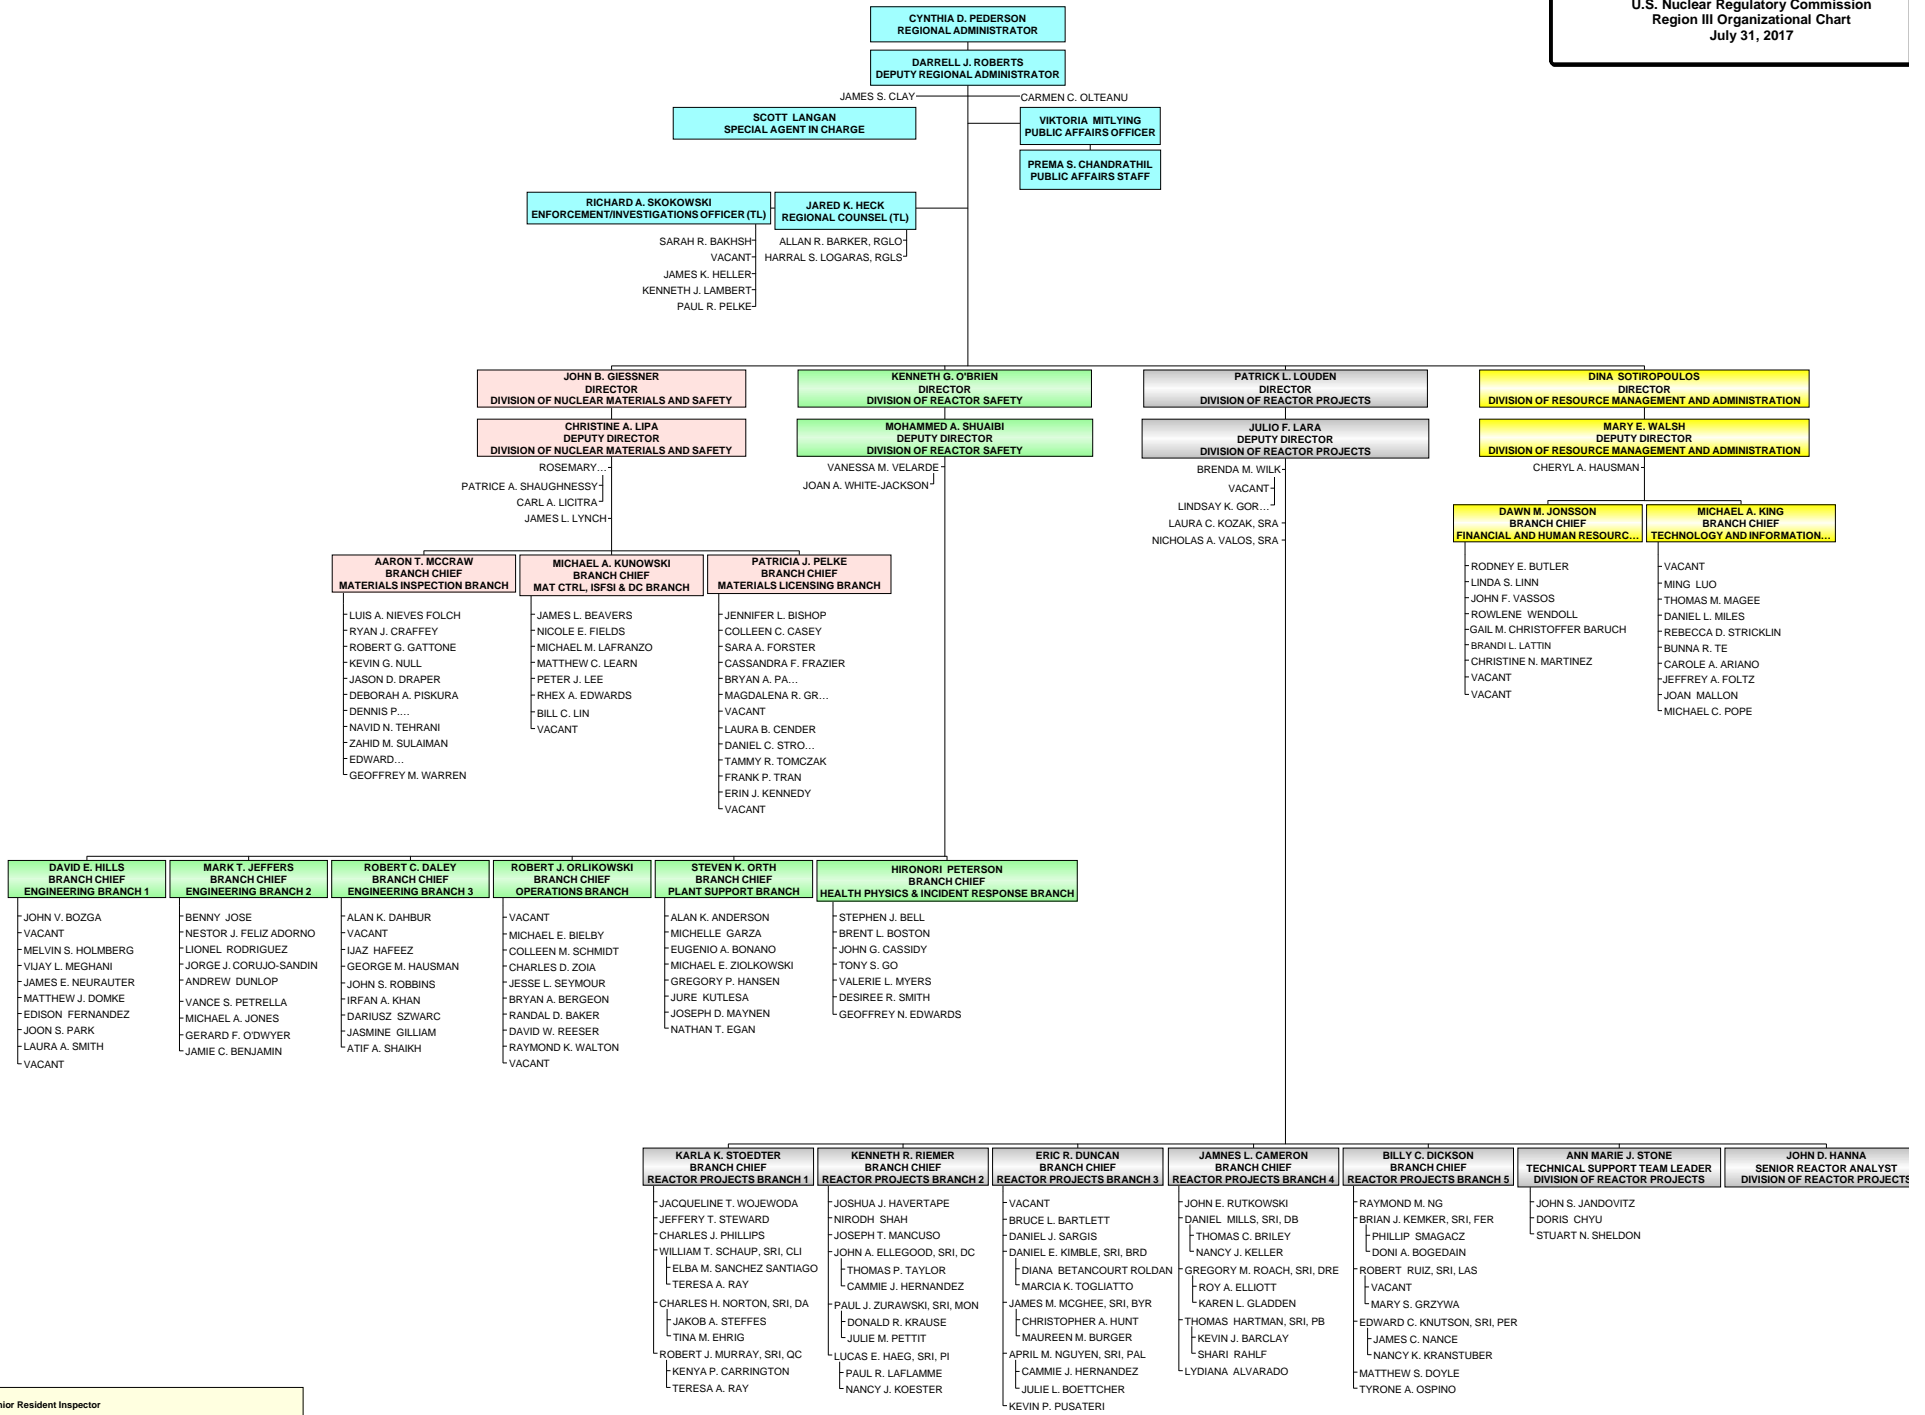 U.S. Nuclear Regulatory Commission
Region III Organizational Chart
July 31, 2017
CYNTHIA D. PEDERSON
REGIONAL ADMINISTRATOR
DARRELL J. ROBERTS
DEPUTY REGIONAL ADMINISTRATOR
JAMES S. CLAY
CARMEN C. OLTEANU
SCOTT LANGAN
SPECIAL AGENT IN CHARGE
VIKTORIA MITLYING
PUBLIC AFFAIRS OFFICER
PREMA S. CHANDRATHIL
PUBLIC AFFAIRS STAFF
RICHARD A. SKOKOWSKI
ENFORCEMENT/INVESTIGATIONS OFFICER (TL)
SARAH R. BAKHSH
VACANT
JAMES K. HELLER
KENNETH J. LAMBERT
PAUL R. PELKE
JARED K. HECK
REGIONAL COUNSEL (TL)
ALLAN R. BARKER, RGLO
HARRAL S. LOGARAS, RGLS
JOHN B. GIESSNER
DIRECTOR
DIVISION OF NUCLEAR MATERIALS AND SAFETY
CHRISTINE A. LIPA
DEPUTY DIRECTOR
DIVISION OF NUCLEAR MATERIALS AND SAFETY
ROSEMARY...
PATRICE A. SHAUGHNESSY
CARL A. LICITRA
JAMES L. LYNCH
KENNETH G. O'BRIEN
DIRECTOR
DIVISION OF REACTOR SAFETY
MOHAMMED A. SHUAIBI
DEPUTY DIRECTOR
DIVISION OF REACTOR SAFETY
VANESSA M. VELARDE
JOAN A. WHITE-JACKSON
PATRICK L. LOUDEN
DIRECTOR
DIVISION OF REACTOR PROJECTS
JULIO F. LARA
DEPUTY DIRECTOR
DIVISION OF REACTOR PROJECTS
BRENDA M. WILK
VACANT
LINDSAY K. GOR...
LAURA C. KOZAK, SRA
NICHOLAS A. VALOS, SRA
DINA SOTIROPOULOS
DIRECTOR
DIVISION OF RESOURCE MANAGEMENT AND ADMINISTRATION
MARY E. WALSH
DEPUTY DIRECTOR
DIVISION OF RESOURCE MANAGEMENT AND ADMINISTRATION
CHERYL A. HAUSMAN
DAWN M. JONSSON
BRANCH CHIEF
FINANCIAL AND HUMAN RESOURC...
RODNEY E. BUTLER
LINDA S. LINN
JOHN F. VASSOS
ROWLENE WENDOLL
GAIL M. CHRISTOFFER BARUCH
BRANDI L. LATTIN
CHRISTINE N. MARTINEZ
VACANT
VACANT
MICHAEL A. KING
BRANCH CHIEF
TECHNOLOGY AND INFORMATION...
VACANT
MING LUO
THOMAS M. MAGEE
DANIEL L. MILES
REBECCA D. STRICKLIN
BUNNA R. TE
CAROLE A. ARIANO
JEFFREY A. FOLTZ
JOAN MALLON
MICHAEL C. POPE
AARON T. MCCRAW
BRANCH CHIEF
MATERIALS INSPECTION BRANCH
LUIS A. NIEVES FOLCH
RYAN J. CRAFFEY
ROBERT G. GATTONE
KEVIN G. NULL
JASON D. DRAPER
DEBORAH A. PISKURA
DENNIS P....
NAVID N. TEHRANI
ZAHID M. SULAIMAN
EDWARD...
GEOFFREY M. WARREN
MICHAEL A. KUNOWSKI
BRANCH CHIEF
MAT CTRL, ISFSI & DC BRANCH
JAMES L. BEAVERS
NICOLE E. FIELDS
MICHAEL M. LAFRANZO
MATTHEW C. LEARN
PETER J. LEE
RHEX A. EDWARDS
BILL C. LIN
VACANT
PATRICIA J. PELKE
BRANCH CHIEF
MATERIALS LICENSING BRANCH
JENNIFER L. BISHOP
COLLEEN C. CASEY
SARA A. FORSTER
CASSANDRA F. FRAZIER
BRYAN A. PA...
MAGDALENA R. GR...
VACANT
LAURA B. CENDER
DANIEL C. STRO...
TAMMY R. TOMCZAK
FRANK P. TRAN
ERIN J. KENNEDY
VACANT
DAVID E. HILLS
BRANCH CHIEF
ENGINEERING BRANCH 1
JOHN V. BOZGA
VACANT
MELVIN S. HOLMBERG
VIJAY L. MEGHANI
JAMES E. NEURAUTER
MATTHEW J. DOMKE
EDISON FERNANDEZ
JOON S. PARK
LAURA A. SMITH
VACANT
MARK T. JEFFERS
BRANCH CHIEF
ENGINEERING BRANCH 2
BENNY JOSE
NESTOR J. FELIZ ADORNO
LIONEL RODRIGUEZ
JORGE J. CORUJO-SANDIN
ANDREW DUNLOP
VANCE S. PETRELLA
MICHAEL A. JONES
GERARD F. O'DWYER
JAMIE C. BENJAMIN
ROBERT C. DALEY
BRANCH CHIEF
ENGINEERING BRANCH 3
ALAN K. DAHBUR
VACANT
IJAZ HAFEEZ
GEORGE M. HAUSMAN
JOHN S. ROBBINS
IRFAN A. KHAN
DARIUSZ SZWARC
JASMINE GILLIAM
ATIF A. SHAIKH
ROBERT J. ORLIKOWSKI
BRANCH CHIEF
OPERATIONS BRANCH
VACANT
MICHAEL E. BIELBY
COLLEEN M. SCHMIDT
CHARLES D. ZOIA
JESSE L. SEYMOUR
BRYAN A. BERGEON
RANDAL D. BAKER
DAVID W. REESER
RAYMOND K. WALTON
VACANT
STEVEN K. ORTH
BRANCH CHIEF
PLANT SUPPORT BRANCH
ALAN K. ANDERSON
MICHELLE GARZA
EUGENIO A. BONANO
MICHAEL E. ZIOLKOWSKI
GREGORY P. HANSEN
JURE KUTLESA
JOSEPH D. MAYNEN
NATHAN T. EGAN
HIRONORI PETERSON
BRANCH CHIEF
HEALTH PHYSICS & INCIDENT RESPONSE BRANCH
STEPHEN J. BELL
BRENT L. BOSTON
JOHN G. CASSIDY
TONY S. GO
VALERIE L. MYERS
DESIREE R. SMITH
GEOFFREY N. EDWARDS
KARLA K. STOEDTER
BRANCH CHIEF
REACTOR PROJECTS BRANCH 1
JACQUELINE T. WOJEWODA
JEFFERY T. STEWARD
CHARLES J. PHILLIPS
WILLIAM T. SCHAUP, SRI, CLI
ELBA M. SANCHEZ SANTIAGO
TERESA A. RAY
CHARLES H. NORTON, SRI, DA
JAKOB A. STEFFES
TINA M. EHRIG
ROBERT J. MURRAY, SRI, QC
KENYA P. CARRINGTON
TERESA A. RAY
KENNETH R. RIEMER
BRANCH CHIEF
REACTOR PROJECTS BRANCH 2
JOSHUA J. HAVERTAPE
NIRODH SHAH
JOSEPH T. MANCUSO
JOHN A. ELLEGOOD, SRI, DC
THOMAS P. TAYLOR
CAMMIE J. HERNANDEZ
PAUL J. ZURAWSKI, SRI, MON
DONALD R. KRAUSE
JULIE M. PETTIT
LUCAS E. HAEG, SRI, PI
PAUL R. LAFLAMME
NANCY J. KOESTER
ERIC R. DUNCAN
BRANCH CHIEF
REACTOR PROJECTS BRANCH 3
VACANT
BRUCE L. BARTLETT
DANIEL J. SARGIS
DANIEL E. KIMBLE, SRI, BRD
DIANA BETANCOURT ROLDAN
MARCIA K. TOGLIATTO
JAMES M. MCGHEE, SRI, BYR
CHRISTOPHER A. HUNT
MAUREEN M. BURGER
APRIL M. NGUYEN, SRI, PAL
CAMMIE J. HERNANDEZ
JULIE L. BOETTCHER
KEVIN P. PUSATERI
JAMNES L. CAMERON
BRANCH CHIEF
REACTOR PROJECTS BRANCH 4
JOHN E. RUTKOWSKI
DANIEL MILLS, SRI, DB
THOMAS C. BRILEY
NANCY J. KELLER
GREGORY M. ROACH, SRI, DRE
ROY A. ELLIOTT
KAREN L. GLADDEN
THOMAS HARTMAN, SRI, PB
KEVIN J. BARCLAY
SHARI RAHLF
LYDIANA ALVARADO
BILLY C. DICKSON
BRANCH CHIEF
REACTOR PROJECTS BRANCH 5
RAYMOND M. NG
BRIAN J. KEMKER, SRI, FER
PHILLIP SMAGACZ
DONI A. BOGEDAIN
ROBERT RUIZ, SRI, LAS
VACANT
MARY S. GRZYWA
EDWARD C. KNUTSON, SRI, PER
JAMES C. NANCE
NANCY K. KRANSTUBER
MATTHEW S. DOYLE
TYRONE A. OSPINO
ANN MARIE J. STONE
TECHNICAL SUPPORT TEAM LEADER
DIVISION OF REACTOR PROJECTS
JOHN S. JANDOVITZ
DORIS CHYU
STUART N. SHELDON
JOHN D. HANNA
SENIOR REACTOR ANALYST
DIVISION OF REACTOR PROJECTS
nior Resident Inspector